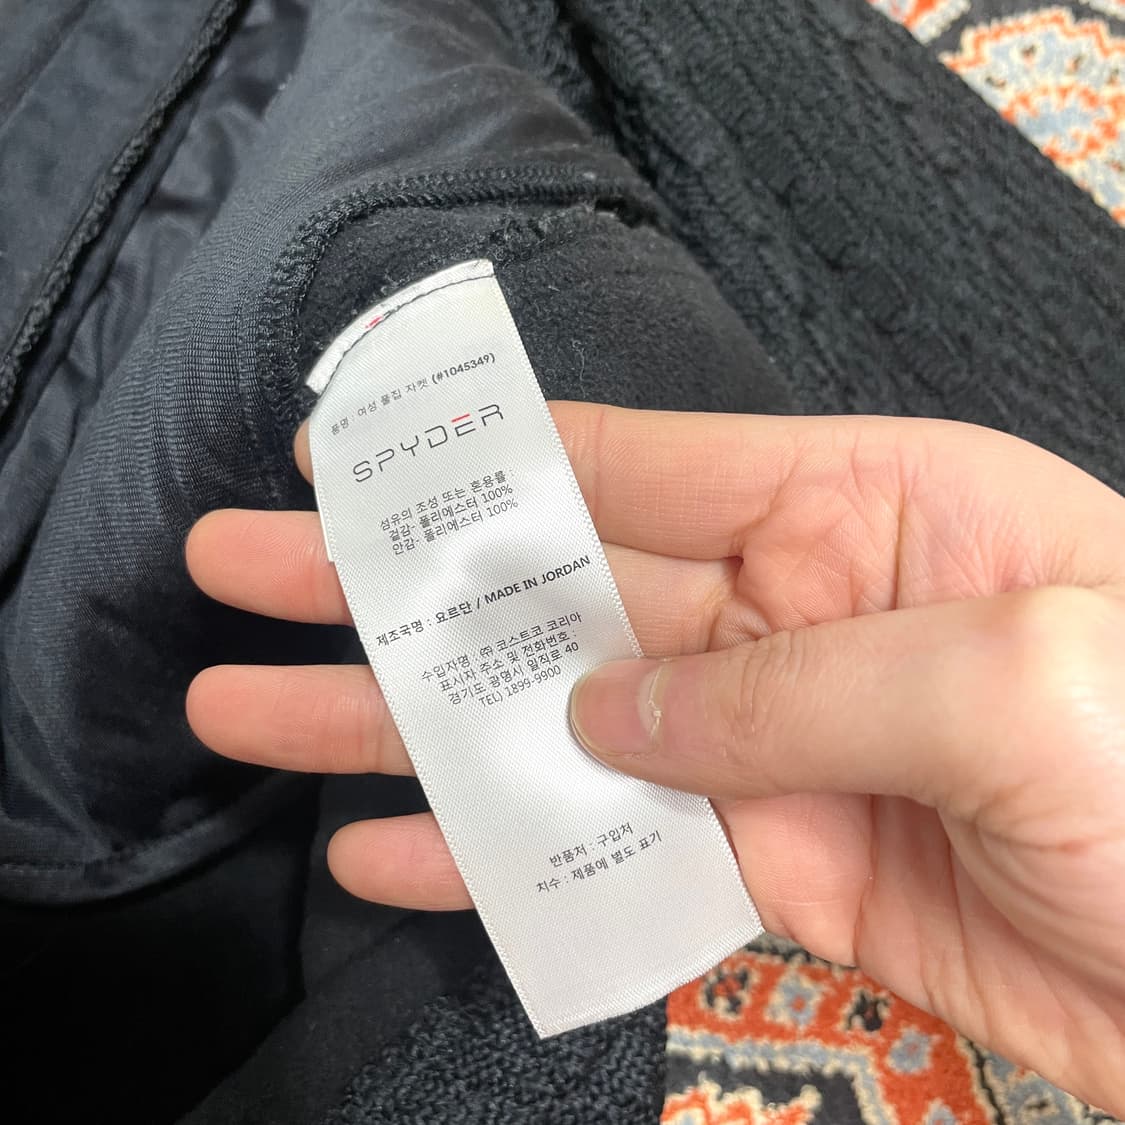 품명 : 여성 풀집 자켓 (#1045349)
SPYDER
섬유의 조성 또는 혼용률 :
겉감- 폴리에스터 100%
안감- 폴리에스터 100%
제조국명 : 요르단 / MADE IN JORDAN
수입자명 : ㈜ 코스트코 코리아
표시자 주소 및 전화번호 :
경기도 광명시 일직로 40
TEL) 1899-9900
반품처 : 구입처
치수 : 제품에 별도 표기